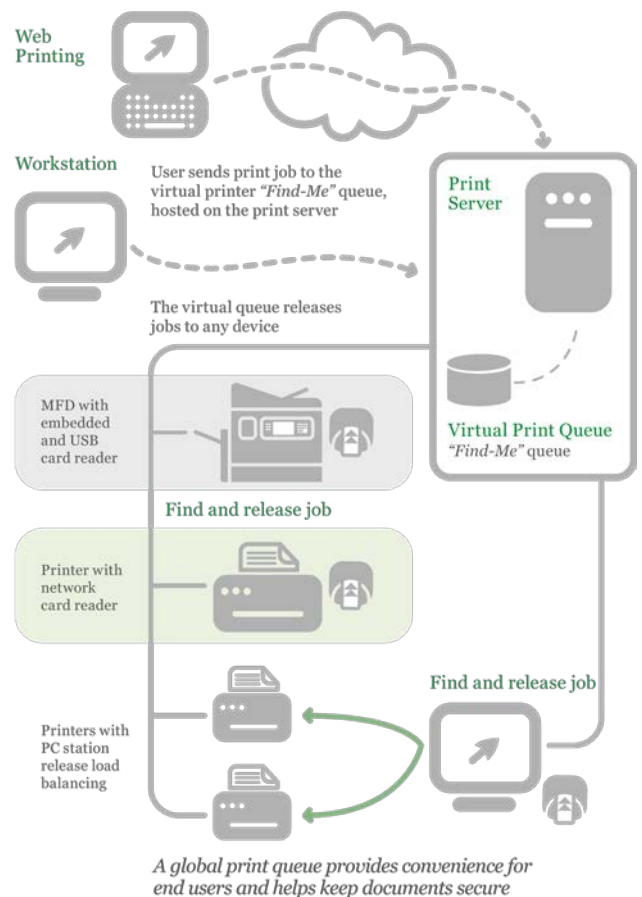 Web
Printing
Workstation
User sends print job to the
virtual printer “Find-Me” queue,
hosted on the print server
Print
Server
The virtual queue releases
jobs to any device
MFD with
embedded
and USB
card reader
Virtual Print Queue
“Find-Me” queue
Find and release job
Printer with
network
card reader
Find and release job
Printers with
PC station
release load
balancing
A global print queue provides convenience for
end users and helps keep documents secure